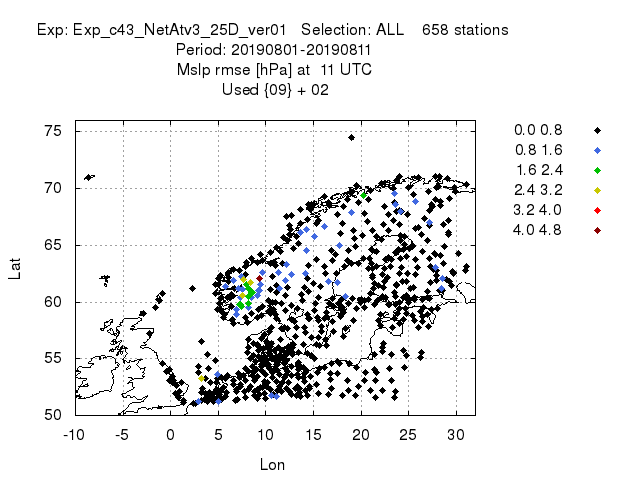 Exp: Exp_c43_NetAtv3_25D_ver01 Selection: ALL 658 stations
Period: 20190801-20190811
Mslp rmse [hPa] at 11 UTC
Used {09} + 02
0.0 0.8
0.8 1.6
1.6 2.4
2.4 3.2
3.2 4.0
4.0 4.8
75
70
65
60
55
50
Lat
-10 -5 0 5 10 15 20 25 30
Lon